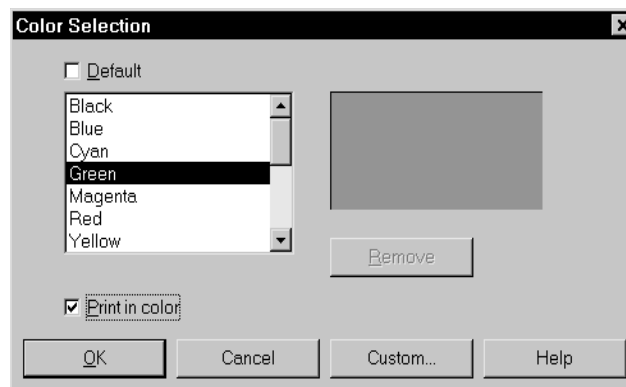 Color Selection
Default
Black
Blue
Cyan
Green
Magenta
Red
Yellow
Remove
Print in color
OK Cancel Custom... Help